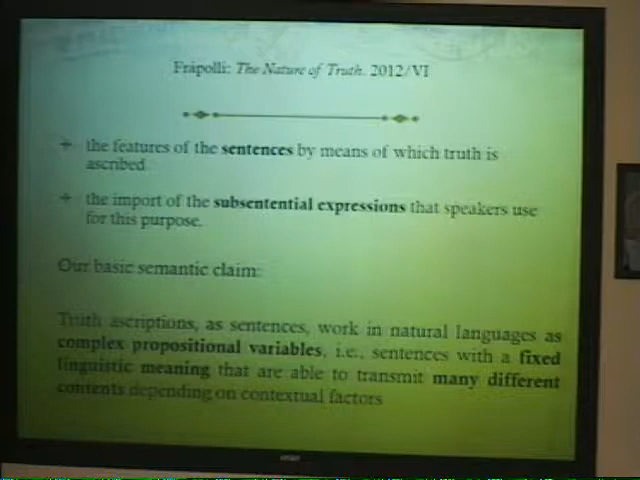 Frápolli: The Nature of Truth. 2012/VI
the features of the sentences by means of which truth is
ascribed.
the import of the subsentential expressions that speakers use
for this purpose.
Our basic semantic claim:
Truth ascriptions, as sentences, work in natural languages as
complex propositional variables, i.e., sentences with a fixed
linguistic meaning that are able to transmit many different
contents depending on contextual factors